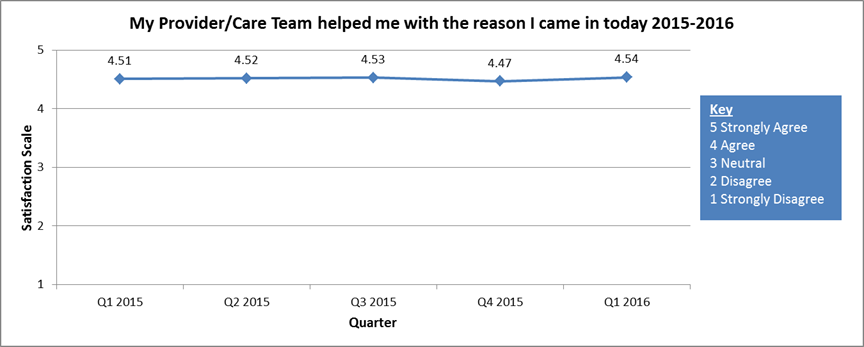 My Provider/Care Team helped me with the reason I came in today 2015-2016
5
4.51 4.52 4.53 4.47 4.54
4
3
2
1
Satisfaction Scale
Q1 2015 Q2 2015 Q3 2015 Q4 2015 Q1 2016
Quarter
Key
5 Strongly Agree
4 Agree
3 Neutral
2 Disagree
1 Strongly Disagree